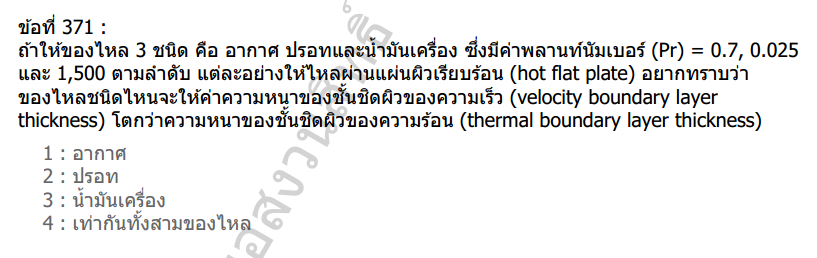 ข้อที่ 371 :
ถ้าให้ของไหล 3 ชนิด คือ อากาศ ปรอทและน้ำมันเครื่อง ซึ่งมีค่าพลานท์นัมเบอร์ (Pr) = 0.7, 0.025
และ 1,500 ตามลำดับ แต่ละอย่างให้ไหลผ่านแผ่นผิวเรียบร้อน (hot flat plate) อยากทราบว่า
ของไหลชนิดไหนจะให้ค่าความหนาของชั้นชิดผิวของความเร็ว (velocity boundary layer
thickness) โตกว่าความหนาของชั้นชิดผิวของความร้อน (thermal boundary layer thickness)
1 : อากาศ
2 : ปรอท
3 : น้ำมันเครื่อง
4 : เท่ากันทั้งสามของไหล
อสงวนสิทธิ์